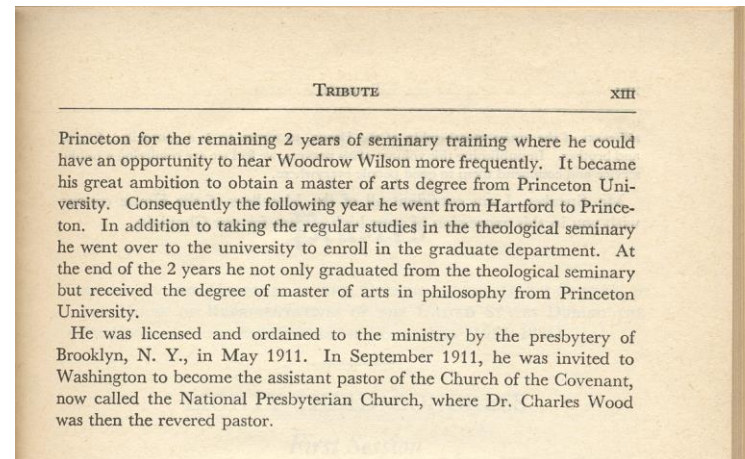 TRIBUTE XIII
Princeton for the remaining 2 years of seminary training where he could
have an opportunity to hear Woodrow Wilson more frequently. It became
his great ambition to obtain a master of arts degree from Princeton Uni-
versity. Consequently the following year he went from Hartford to Prince-
ton. In addition to taking the regular studies in the theological seminary
he went over to the university to enroll in the graduate department. At
the end of the 2 years he not only graduated from the theological seminary
but received the degree of master of arts in philosophy from Princeton
University.
He was licensed and ordained to the ministry by the presbytery of
Brooklyn, N. Y., in May 1911. In September 1911, he was invited to
Washington to become the assistant pastor of the Church of the Covenant,
now called the National Presbyterian Church, where Dr. Charles Wood
was then the revered pastor.
First Session